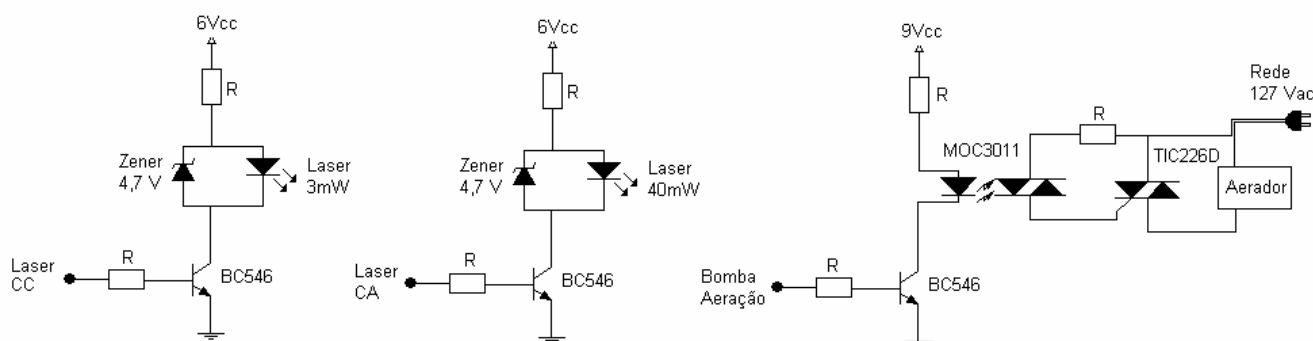 6Vcc
R
Zener
4,7 V
Laser
3mW
Laser
CC
R
BC546
6Vcc
R
Zener
4,7 V
Laser
40mW
Laser
CA
R
BC546
9Vcc
R
Rede
127 Vac
R
MOC3011
TIC226D
Aerador
Bomba
Aeração
R
BC546